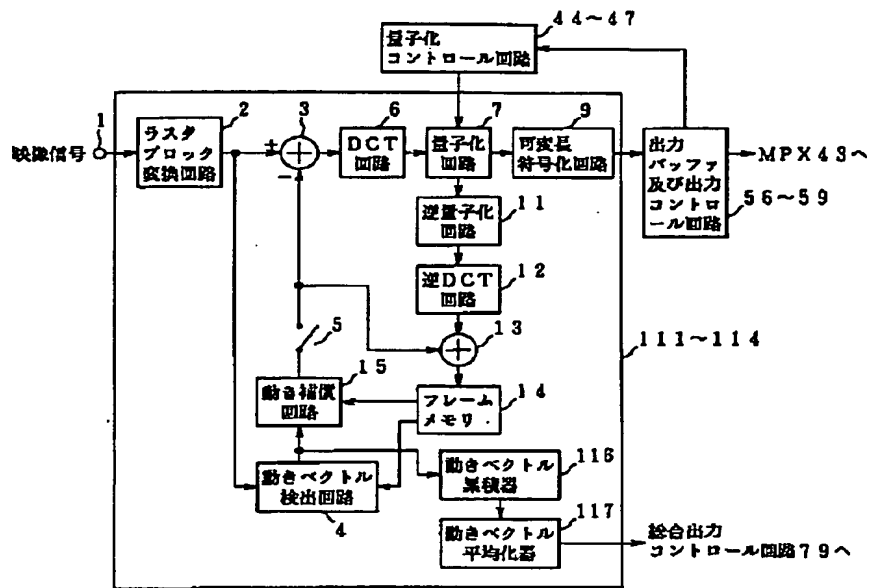 44〜47
量子化
コントロール回路
1
映像信号
2
ラスタ
ブロック
変換回路
3
+
−
6
DCT
回路
7
量子化
回路
9
可変長
符号化回路
出力
バッファ
及び出力
コントロ
ール回路
MPX43へ
56〜59
11
逆量子化
回路
12
逆DCT
回路
5
13
111〜114
15
動き補償
回路
14
フレーム
メモリ
動きベクトル
検出回路
4
116
動きベクトル
累積器
117
動きベクトル
平均化器
総合出力
コントロール回路79へ